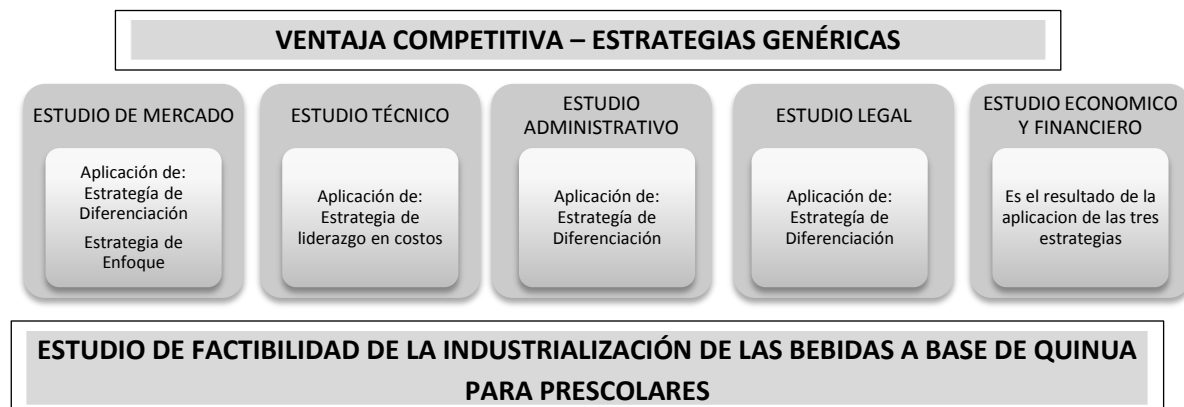 VENTAJA COMPETITIVA – ESTRATEGIAS GENÉRICAS
ESTUDIO DE MERCADO
Aplicación de:
Estrategía de
Diferenciación
Estrategia de
Enfoque
ESTUDIO TÉCNICO
Aplicación de:
Estrategia de
liderazgo en costos
ESTUDIO
ADMINISTRATIVO
Aplicación de:
Estrategía de
Diferenciación
ESTUDIO LEGAL
Aplicación de:
Estrategía de
Diferenciación
ESTUDIO ECONOMICO
Y FINANCIERO
Es el resultado de la
aplicacion de las tres
estrategias
ESTUDIO DE FACTIBILIDAD DE LA INDUSTRIALIZACIÓN DE LAS BEBIDAS A BASE DE QUINUA
PARA PRESCOLARES